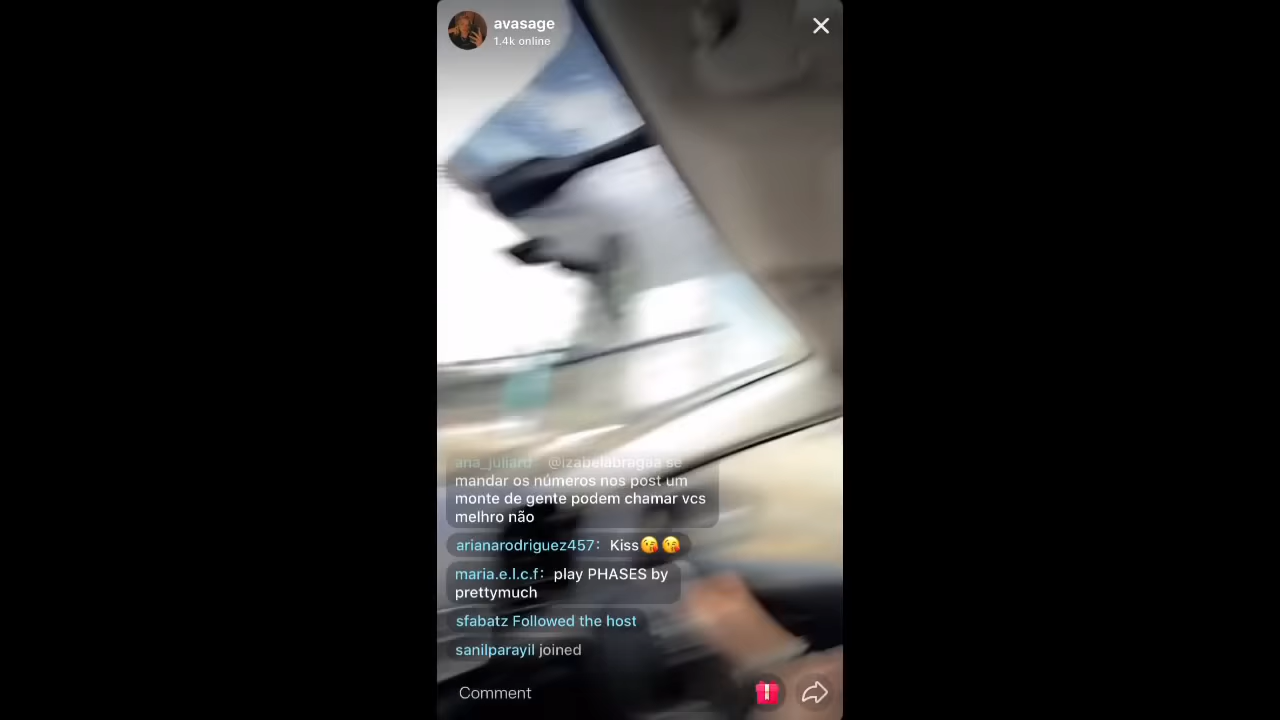 avasage
1.4k online
ana_juliard: @izabelabragaa se
mandar os números nos post um
monte de gente podem chamar vcs
melhro não
arianarodriguez457: Kiss😘😘
maria.e.l.c.f: play PHASES by
prettymuch
sfabatz Followed the host
sanilparayil joined
Comment